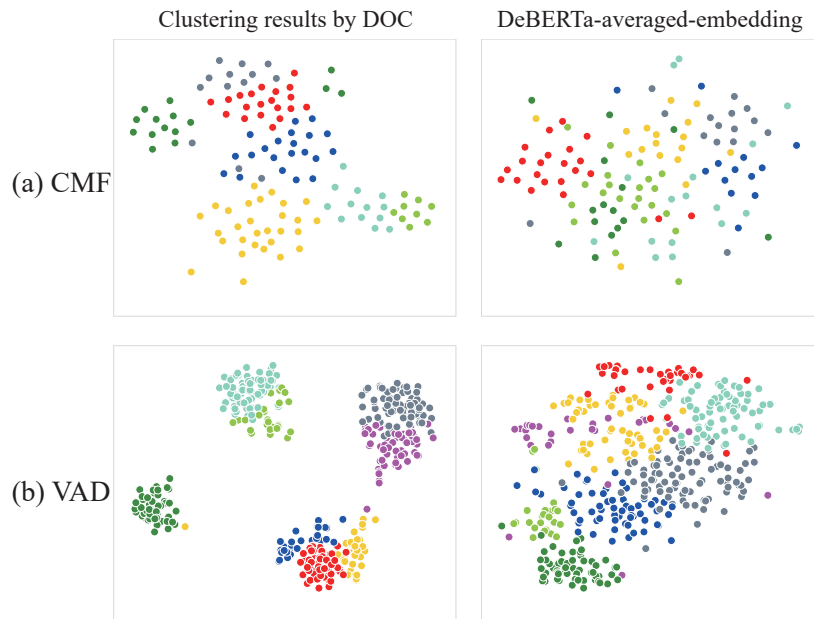 Clustering results by DOC
DeBERTa-averaged-embedding
(a) CMF
(b) VAD